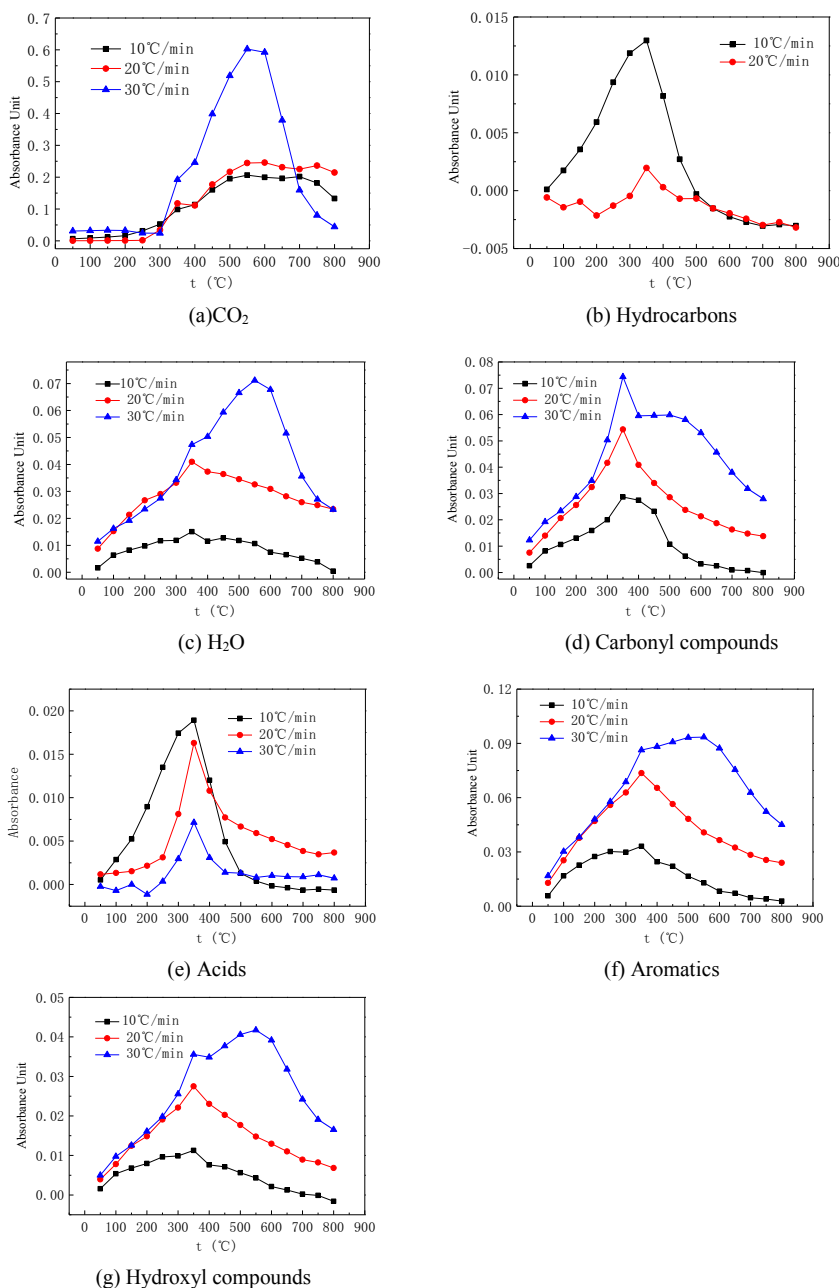 0.7
0.6
0.5
0.4
0.3
0.2
0.1
0.0
Absorbance Unit
10℃/min
20℃/min
30℃/min
0 100 200 300 400 500 600 700 800 900
t (℃)
(a)CO₂
0.015
0.010
0.005
0.000
-0.005
Absorbance Unit
10℃/min
20℃/min
0 100 200 300 400 500 600 700 800 900
t (℃)
(b) Hydrocarbons
0.07
0.06
0.05
0.04
0.03
0.02
0.01
0.00
Absorbance Unit
10℃/min
20℃/min
30℃/min
0 100 200 300 400 500 600 700 800 900
t (℃)
(c) H₂O
0.08
0.07
0.06
0.05
0.04
0.03
0.02
0.01
0.00
Absorbance Unit
10℃/min
20℃/min
30℃/min
0 100 200 300 400 500 600 700 800 900
t (℃)
(d) Carbonyl compounds
0.020
0.015
0.010
0.005
0.000
Absorbance
10℃/min
20℃/min
30℃/min
0 100 200 300 400 500 600 700 800 900
t (℃)
(e) Acids
0.12
0.09
0.06
0.03
0.00
Absorbance Unit
10℃/min
20℃/min
30℃/min
0 100 200 300 400 500 600 700 800 900
t (℃)
(f) Aromatics
0.05
0.04
0.03
0.02
0.01
0.00
Absorbance Unit
10℃/min
20℃/min
30℃/min
0 100 200 300 400 500 600 700 800 900
t (℃)
(g) Hydroxyl compounds